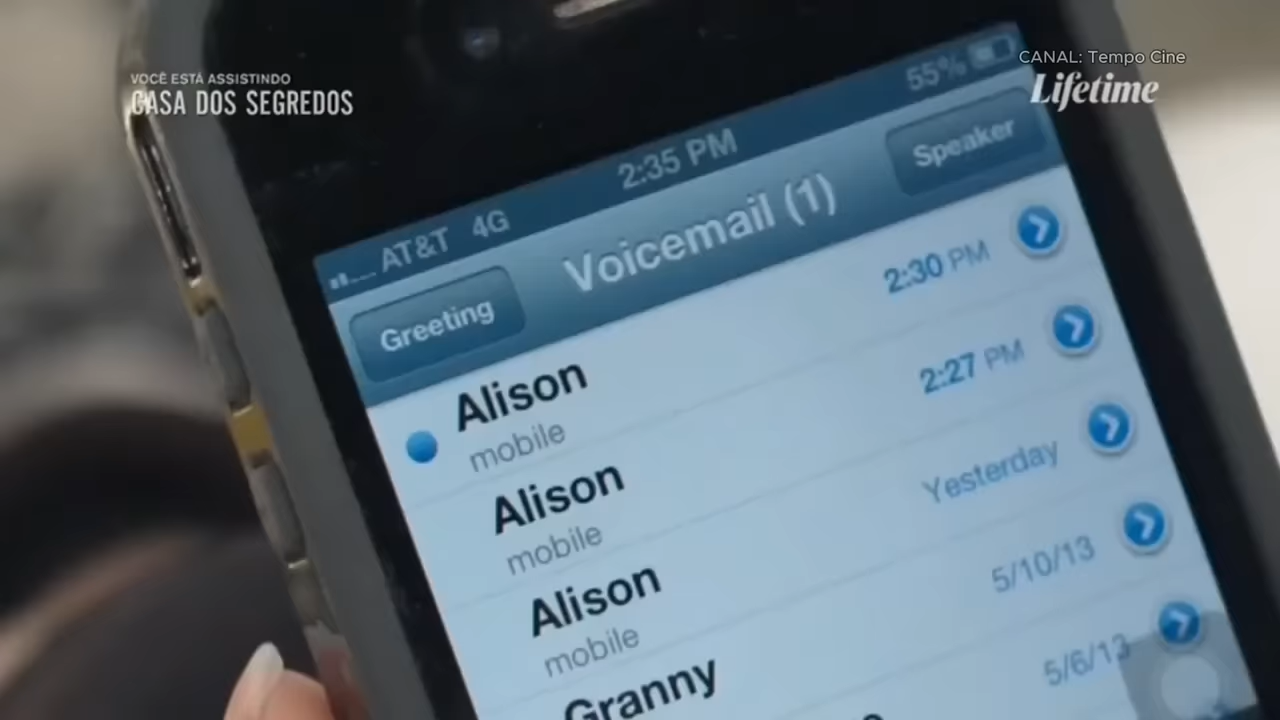 VOCÊ ESTÁ ASSISTINDO
CASA DOS SEGREDOS
CANAL: Tempo Cine
Lifetime
AT&T 4G 2:35 PM 55%
Greeting Voicemail (1) Speaker
Alison 2:30 PM
mobile
Alison 2:27 PM
mobile
Alison Yesterday
mobile
Granny 5/10/13
5/6/13